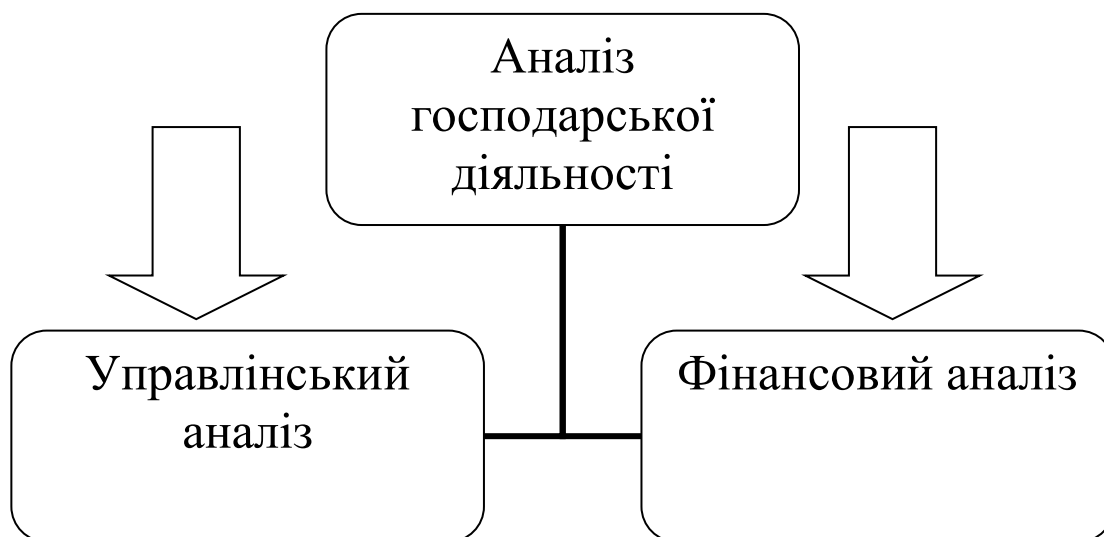 Аналіз
господарської
діяльності
Управлінський
аналіз
Фінансовий аналіз